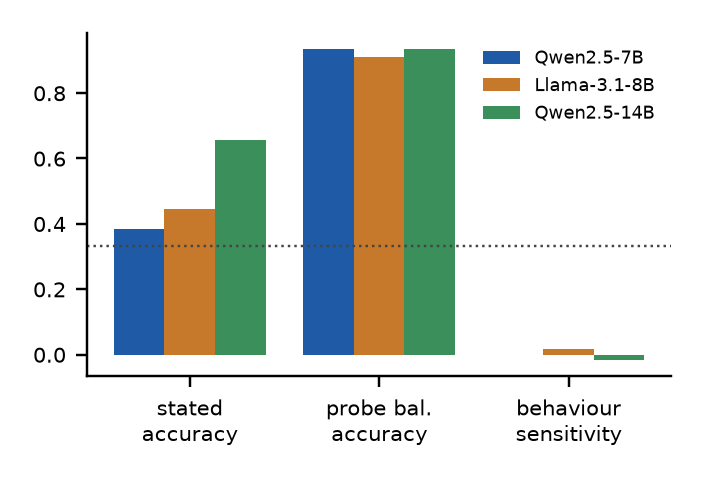 Qwen2.5-7B
Llama-3.1-8B
Qwen2.5-14B
0.8
0.6
0.4
0.2
0.0
stated
accuracy
probe bal.
accuracy
behaviour
sensitivity